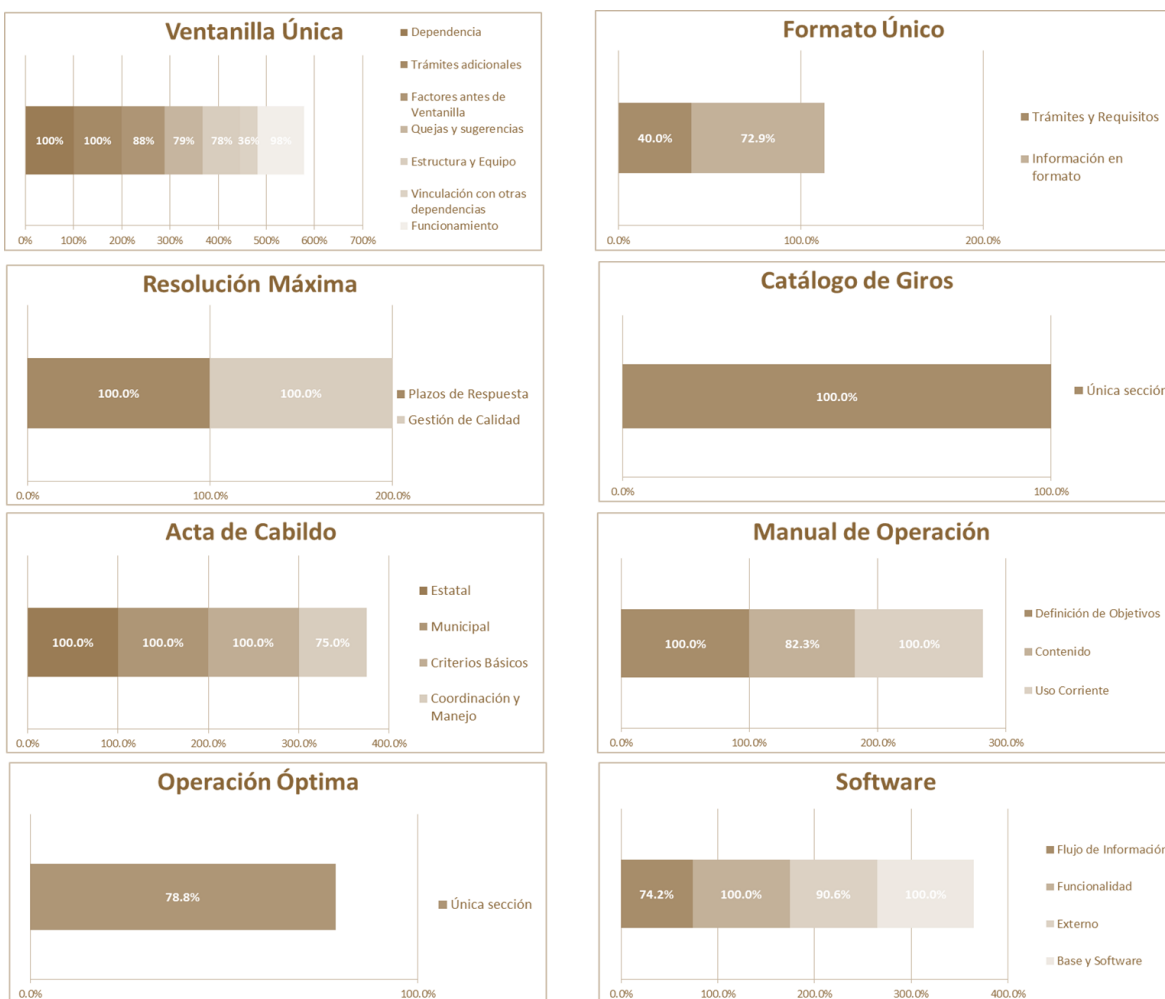 Ventanilla Única
Dependencia
Trámites adicionales
Factores antes de
Ventanilla
Quejas y sugerencias
Estructura y Equipo
Vinculación con otras
dependencias
Funcionamiento
100% 100% 88% 79% 78% 36% 98%
0% 100% 200% 300% 400% 500% 600% 700%
Formato Único
40.0% 72.9%
Trámites y Requisitos
Información en
formato
0.0% 100.0% 200.0%
Resolución Máxima
100.0% 100.0%
Plazos de Respuesta
Gestión de Calidad
0.0% 100.0% 200.0%
Catálogo de Giros
100.0%
Única sección
0.0% 100.0%
Acta de Cabildo
100.0% 100.0% 100.0% 75.0%
Estatal
Municipal
Criterios Básicos
Coordinación y
Manejo
0.0% 100.0% 200.0% 300.0% 400.0%
Manual de Operación
100.0% 82.3% 100.0%
Definición de Objetivos
Contenido
Uso Corriente
0.0% 100.0% 200.0% 300.0%
Operación Óptima
78.8%
Única sección
0.0% 100.0%
Software
74.2% 100.0% 90.6% 100.0%
Flujo de Información
Funcionalidad
Externo
Base y Software
0.0% 100.0% 200.0% 300.0% 400.0%